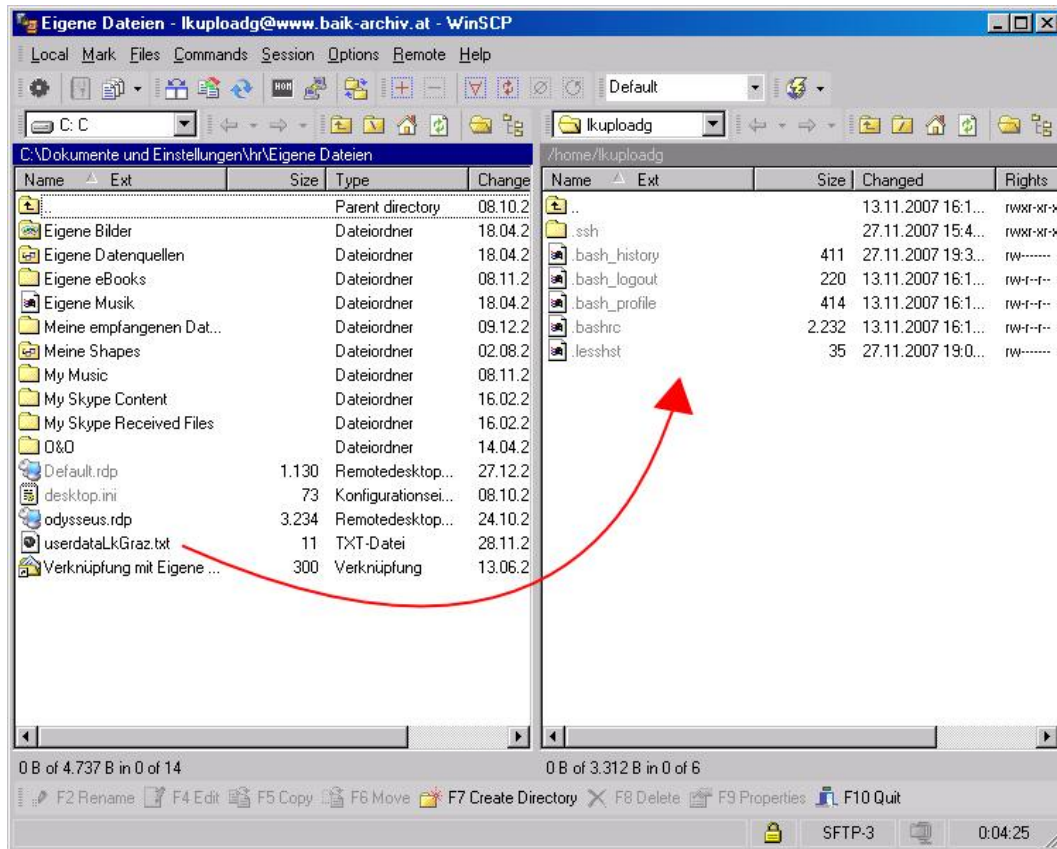 Eigene Dateien - lkuploadg@www.baik-archiv.at - WinSCP
Local Mark Files Commands Session Options Remote Help
Default
C: C
lkuploadg
C:\Dokumente und Einstellungen\hr\Eigene Dateien
/home/lkuploadg
Name Ext Size Type Change
Name Ext Size Changed Rights
.. Parent directory 08.10.2
Eigene Bilder Dateiordner 18.04.2
Eigene Datenquellen Dateiordner 18.04.2
Eigene eBooks Dateiordner 08.11.2
Eigene Musik Dateiordner 18.04.2
Meine empfangenen Dat... Dateiordner 09.12.2
Meine Shapes Dateiordner 02.08.2
My Music Dateiordner 08.11.2
My Skype Content Dateiordner 16.02.2
My Skype Received Files Dateiordner 16.02.2
O&O Dateiordner 14.04.2
Default.rdp 1.130 Remotedesktop... 27.12.2
desktop.ini 73 Konfigurationsei... 08.10.2
odysseus.rdp 3.234 Remotedesktop... 24.10.2
userdataLkGraz.txt 11 TXT-Datei 28.11.2
Verknüpfung mit Eigene ... 300 Verknüpfung 13.06.2
.. 13.11.2007 16:1... rwxr-xr-x
.ssh 27.11.2007 15:4... rwxr-xr-x
.bash_history 411 27.11.2007 19:3... rw-------
.bash_logout 220 13.11.2007 16:1... rw-r--r--
.bash_profile 414 13.11.2007 16:1... rw-r--r--
.bashrc 2.232 13.11.2007 16:1... rw-r--r--
.lesshst 35 27.11.2007 19:0... rw-------
0 B of 4.737 B in 0 of 14
0 B of 3.312 B in 0 of 6
F2 Rename F4 Edit F5 Copy F6 Move F7 Create Directory F8 Delete F9 Properties F10 Quit
SFTP-3 0:04:25